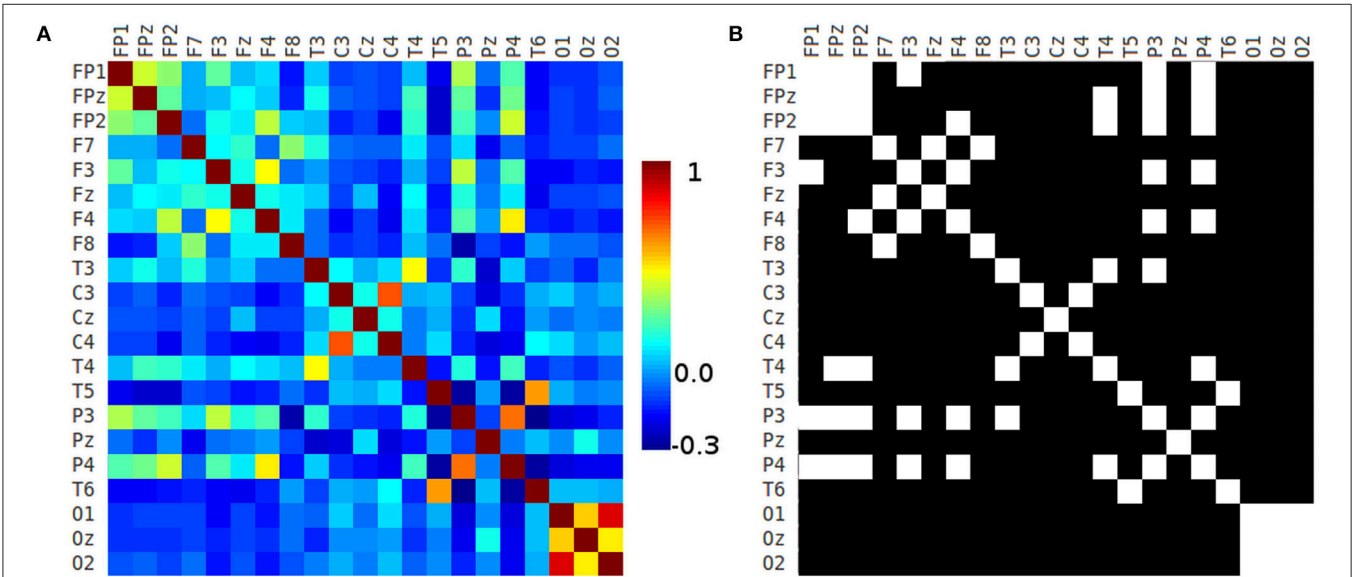 A
FP1 FPz FP2 F7 F3 Fz F4 F8 T3 C3 Cz C4 T4 T5 P3 Pz P4 T6 O1 Oz O2
FP1
FPz
FP2
F7
F3
Fz
F4
F8
T3
C3
Cz
C4
T4
T5
P3
Pz
P4
T6
O1
Oz
O2
1
0.0
-0.3
B
FP1 FPz FP2 F7 F3 Fz F4 F8 T3 C3 Cz C4 T4 T5 P3 Pz P4 T6 O1 Oz O2
FP1
FPz
FP2
F7
F3
Fz
F4
F8
T3
C3
Cz
C4
T4
T5
P3
Pz
P4
T6
O1
Oz
O2